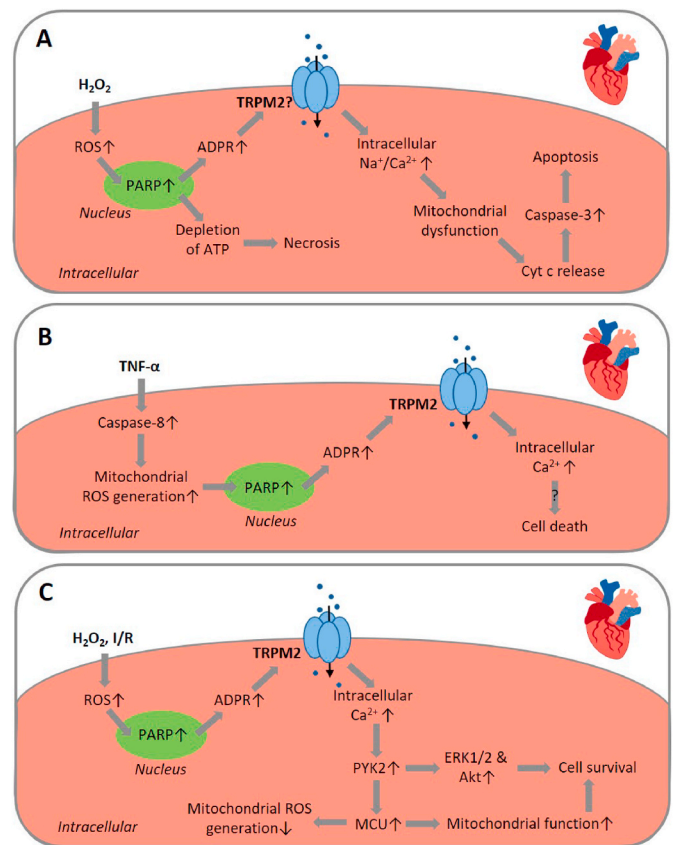 A
H₂O₂
TRPM2?
ROS↑
ADPR↑
Intracellular
Na⁺/Ca²⁺ ↑
Apoptosis
PARP↑
Nucleus
Mitochondrial
dysfunction
Caspase-3↑
Depletion
of ATP
Necrosis
Intracellular
Cyt c release
B
TNF-α
TRPM2
Caspase-8↑
ADPR↑
Intracellular
Ca²⁺ ↑
Mitochondrial
ROS generation↑
PARP↑
?
Nucleus
Intracellular
Cell death
C
H₂O₂, I/R
TRPM2
ROS↑
ADPR↑
Intracellular
Ca²⁺ ↑
PARP↑
Nucleus
PYK2↑
ERK1/2 &
Akt↑
Cell survival
Mitochondrial ROS
generation↓
MCU↑
Mitochondrial function↑
Intracellular